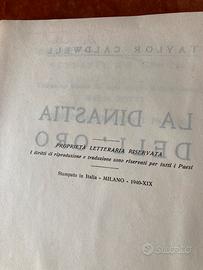 TAYLOR CALDWELL
LA DINASTIA
DELL'ORO
PROPRIETÀ LETTERARIA RISERVATA
I diritti di riproduzione e traduzione sono riservati per tutti i Paesi
Stampato in Italia - MILANO - 1940-XIX
subito